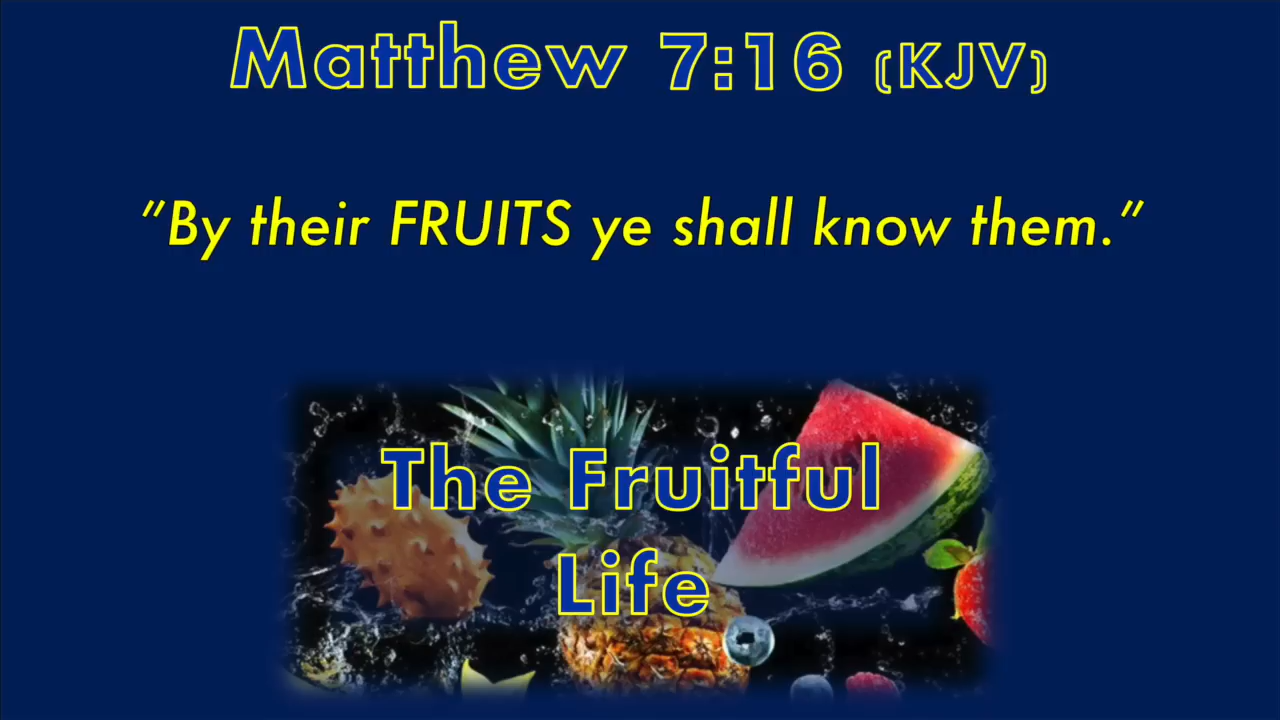 Matthew 7:16 (KJV)
"By their FRUITS ye shall know them."
The Fruitful
Life